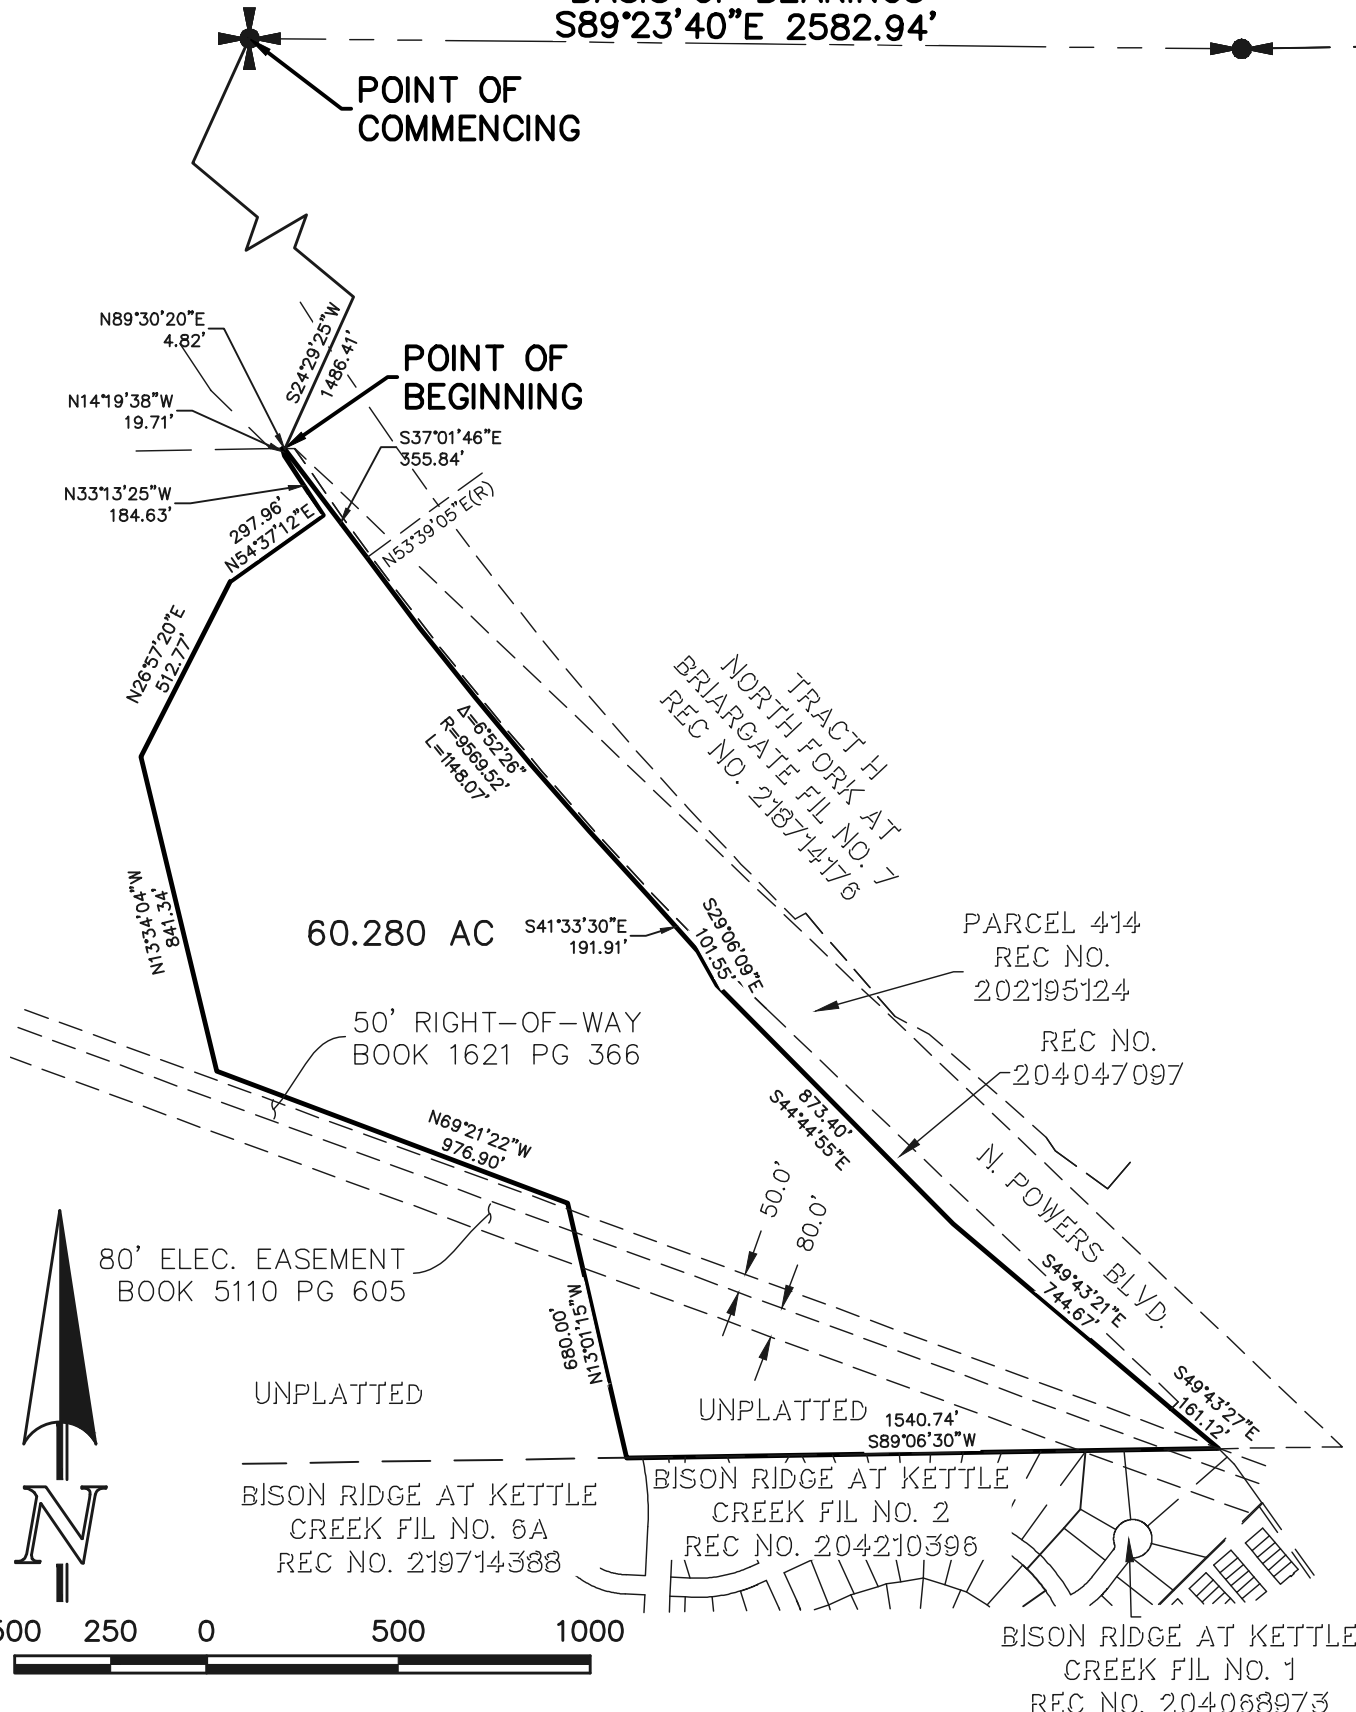 S89°23'40"E 2582.94'
POINT OF
COMMENCING
N89°30'20"E
4.82'
S24°29'25"W
1486.41'
POINT OF
BEGINNING
N14°19'38"W
19.71'
S37°01'46"E
355.84'
N33°13'25"W
184.63'
297.96'
N54°37'12"E
N53°39'05"E(R)
N26°57'20"E
512.77'
Δ=6°52'26"
R=9569.52'
L=1148.07'
TRACT H
NORTH FORK AT
BRIARGATE FIL NO. 7
REC NO. 218714176
N13°34'04"W
841.34'
60.280 AC
S41°33'30"E
191.91'
S29°06'09"E
101.55'
PARCEL 414
REC NO.
202195124
50' RIGHT-OF-WAY
BOOK 1621 PG 366
REC NO.
204047097
N69°21'22"W
976.90'
873.40'
S44°44'55"E
N. POWERS BLVD.
50.0'
80.0'
80' ELEC. EASEMENT
BOOK 5110 PG 605
S49°43'21"E
744.67'
N13°01'15"W
680.00'
S49°43'27"E
161.12'
UNPLATTED
UNPLATTED
1540.74'
S89°06'30"W
BISON RIDGE AT KETTLE
CREEK FIL NO. 6A
REC NO. 219714388
BISON RIDGE AT KETTLE
CREEK FIL NO. 2
REC NO. 204210396
N
500 250 0 500 1000
BISON RIDGE AT KETTLE
CREEK FIL NO. 1
REC NO. 204068973